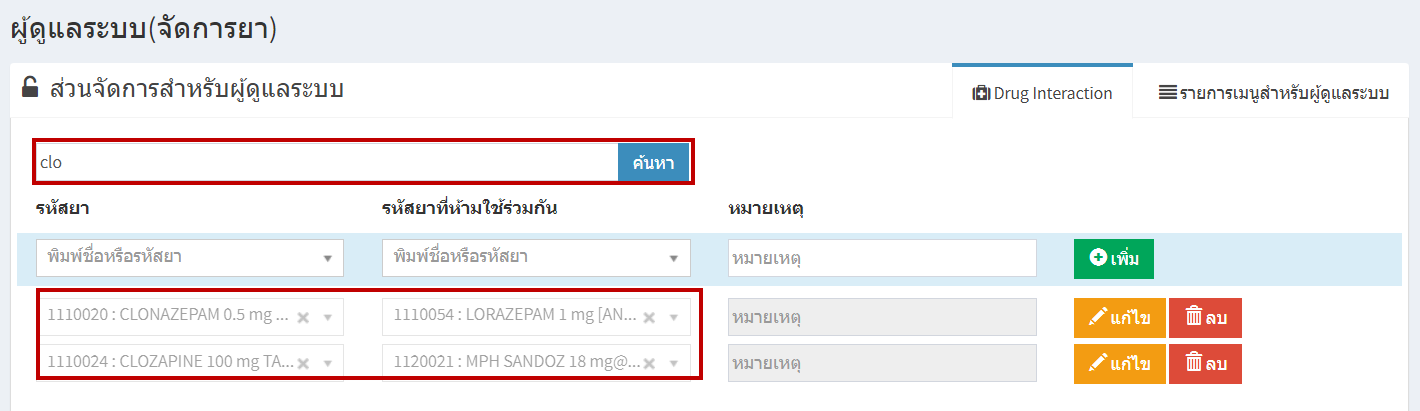 ผู้ดูแลระบบ(จัดการยา)
ส่วนจัดการสำหรับผู้ดูแลระบบ
Drug Interaction
รายการเมนูสำหรับผู้ดูแลระบบ
clo
ค้นหา
รหัสยา รหัสยาที่ห้ามใช้ร่วมกัน หมายเหตุ
พิมพ์ชื่อหรือรหัสยา พิมพ์ชื่อหรือรหัสยา หมายเหตุ เพิ่ม
1110020 : CLONAZEPAM 0.5 mg ... 1110054 : LORAZEPAM 1 mg [AN... หมายเหตุ แก้ไข ลบ
1110024 : CLOZAPINE 100 mg TA... 1120021 : MPH SANDOZ 18 mg@... หมายเหตุ แก้ไข ลบ